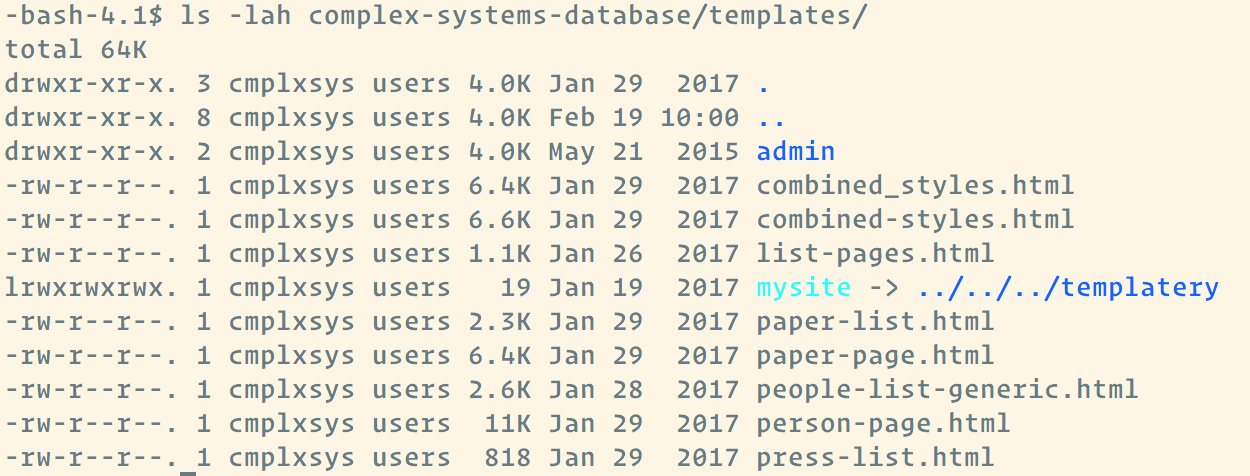 -bash-4.1$ ls -lah complex-systems-database/templates/
total 64K
drwxr-xr-x. 3 cmplxsys users 4.0K Jan 29  2017 .
drwxr-xr-x. 8 cmplxsys users 4.0K Feb 19 10:00 ..
drwxr-xr-x. 2 cmplxsys users 4.0K May 21  2015 admin
-rw-r--r--. 1 cmplxsys users 6.4K Jan 29  2017 combined_styles.html
-rw-r--r--. 1 cmplxsys users 6.6K Jan 29  2017 combined-styles.html
-rw-r--r--. 1 cmplxsys users 1.1K Jan 26  2017 list-pages.html
lrwxrwxrwx. 1 cmplxsys users   19 Jan 19  2017 mysite -> ../../../templatery
-rw-r--r--. 1 cmplxsys users 2.3K Jan 29  2017 paper-list.html
-rw-r--r--. 1 cmplxsys users 6.4K Jan 29  2017 paper-page.html
-rw-r--r--. 1 cmplxsys users 2.6K Jan 28  2017 people-list-generic.html
-rw-r--r--. 1 cmplxsys users  11K Jan 29  2017 person-page.html
-rw-r--r--. 1 cmplxsys users  818 Jan 29  2017 press-list.html